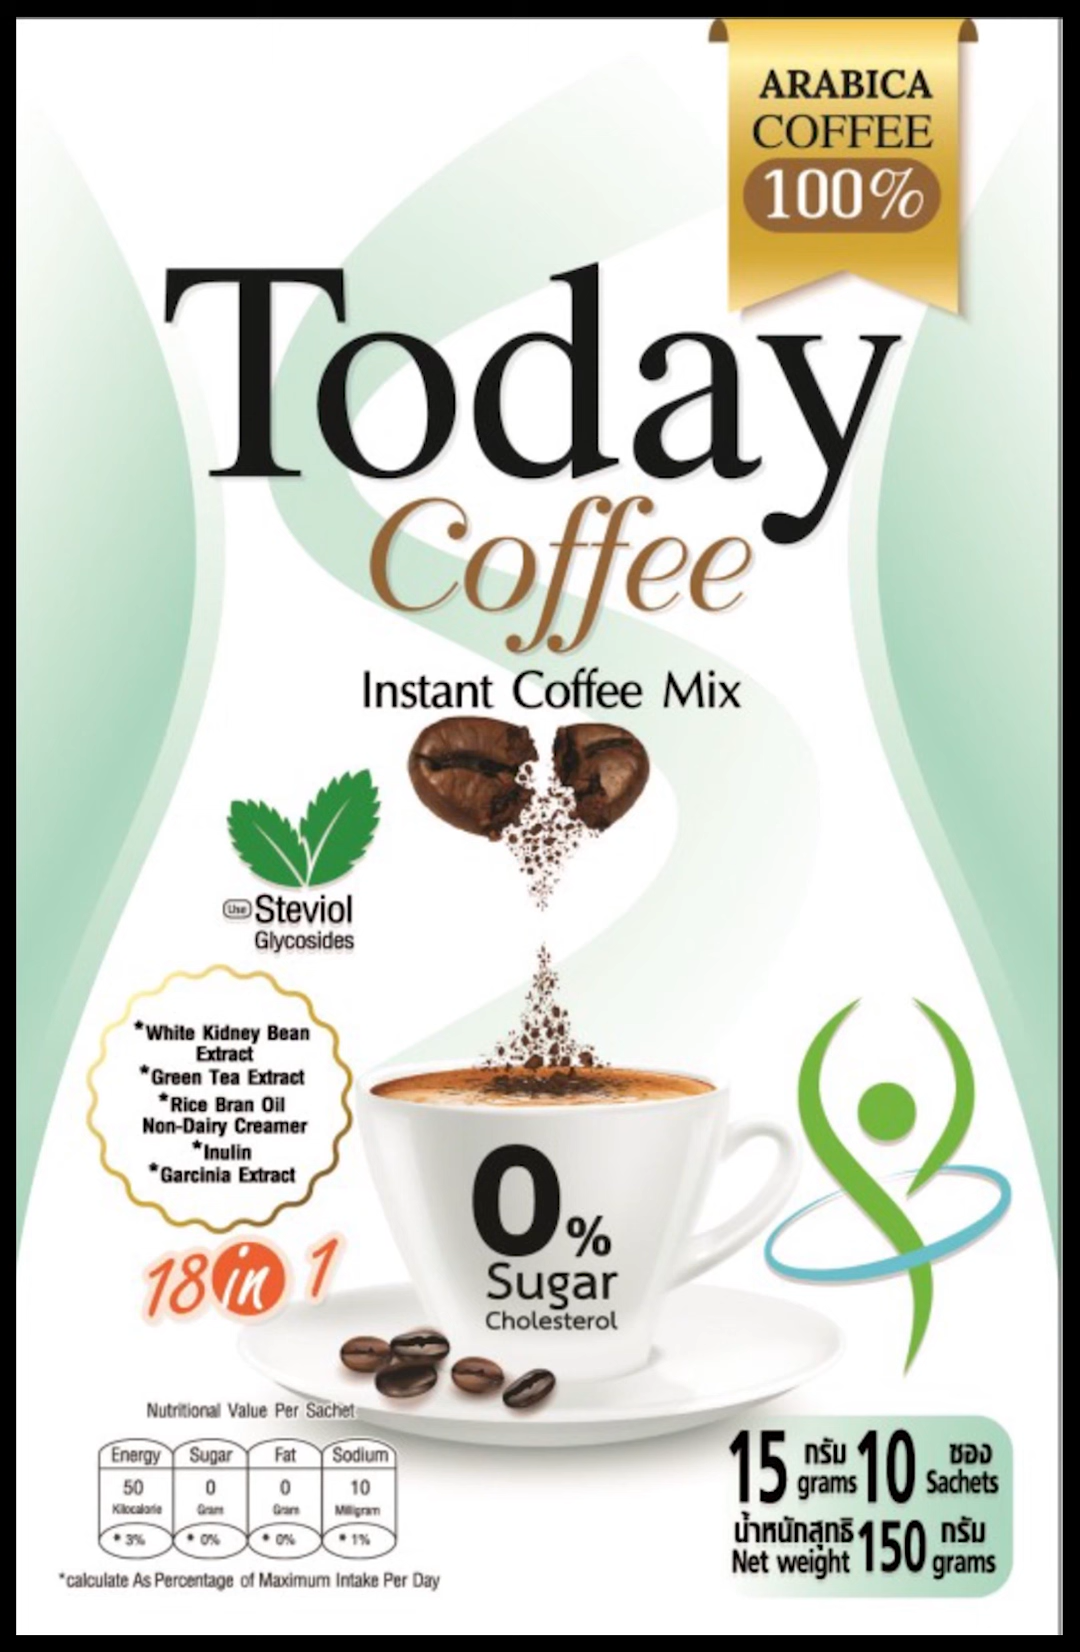 ARABICA
COFFEE
100%
Today
Coffee
Instant Coffee Mix
Use Steviol
Glycosides
*White Kidney Bean
Extract
*Green Tea Extract
*Rice Bran Oil
Non-Dairy Creamer
*Inulin
*Garcinia Extract
18 in 1
0%
Sugar
Cholesterol
Nutritional Value Per Sachet
Energy Sugar Fat Sodium
50 0 0 10
Kilocalorie Gram Gram Milligram
* 3% * 0% * 0% * 1%
*calculate As Percentage of Maximum Intake Per Day
15 กรัม grams 10 ซอง Sachets
น้ำหนักสุทธิ Net weight 150 กรัม grams